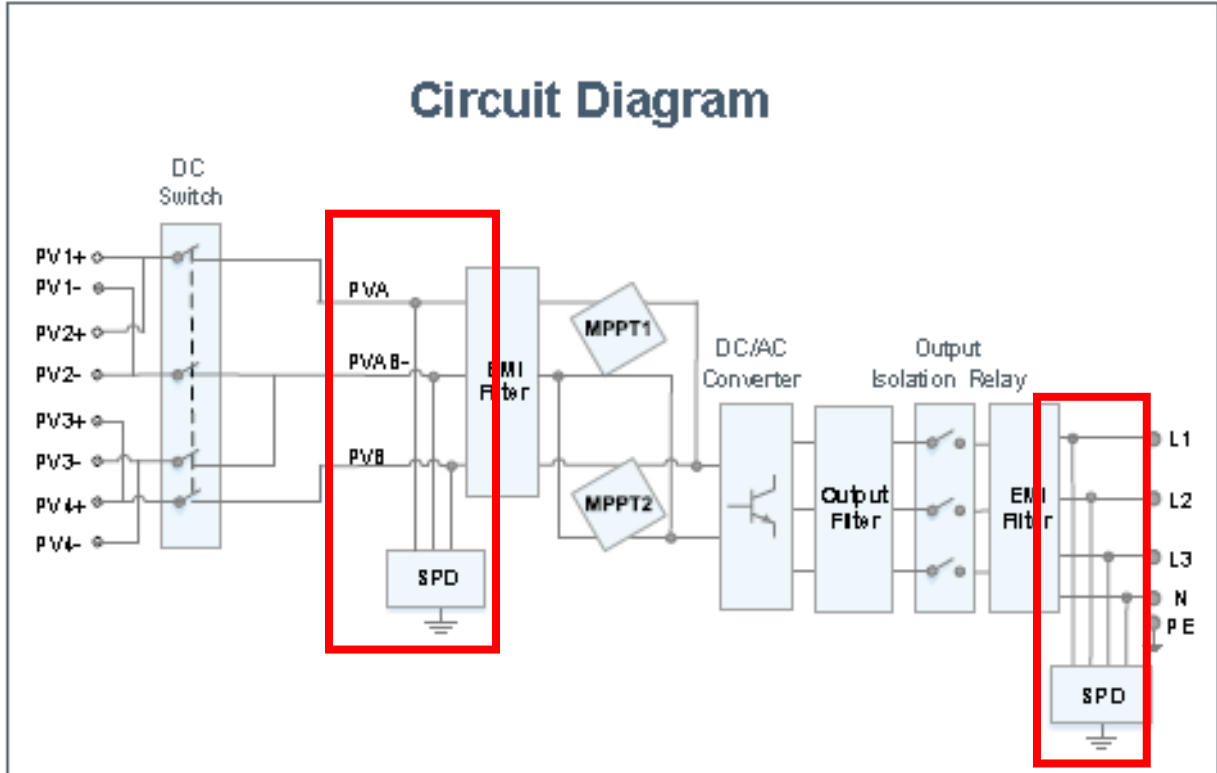 Circuit Diagram
DC
Switch
PV1+
PV1-
PV2+
PV2-
PV3+
PV3-
PV4+
PV4-
PVA
PVAB-
PVB
SPD
EMI
Filter
MPPT1
MPPT2
DC/AC
Converter
Output
Filter
Output
Isolation Relay
EMI
Filter
L1
L2
L3
N
PE
SPD